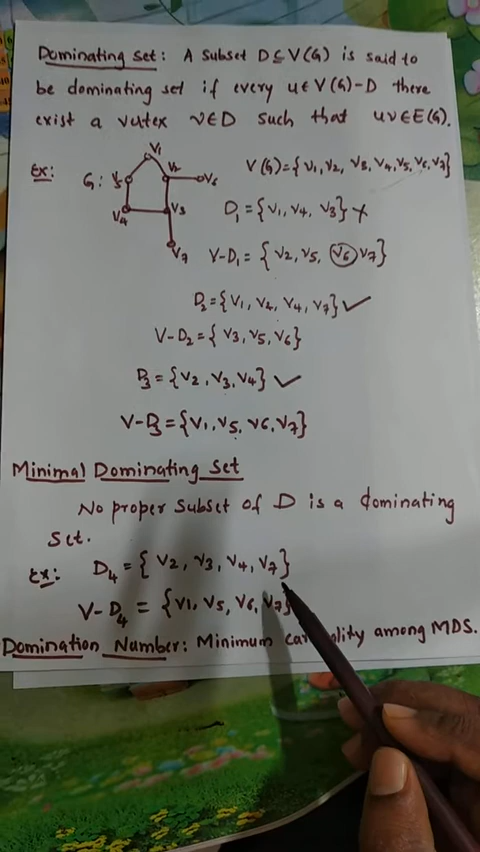 Dominating Set: A subset D⊆V(G) is said to
be dominating set if every u∈V(G)-D there
exist a vertex v∈D such that uv∈E(G).
Ex: G: V1 V2 V3 V4 V5 V6 V7
V(G)={V1,V2, V3,V4,V5,V6,V7}
D1={V1,V4, V3}×
V-D1={V2,V5, V6,V7}
D2={V1,V2,V4,V7}✓
V-D2={V3,V5,V6}
D3={V2,V3,V4}✓
V-D3={V1,V5,V6,V7}
Minimal Dominating Set
No proper subset of D is a dominating
set.
Ex: D4={V2,V3,V4,V7}
V-D4={V1,V5,V6,V7}
Domination Number: Minimum among MDS.